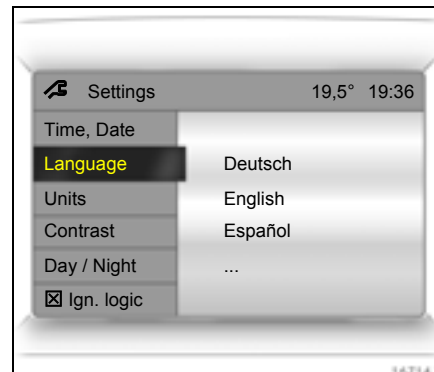 Settings 19,5° 19:36
Time, Date
Language Deutsch
Units English
Contrast Español
Day / Night ...
☒ Ign. logic